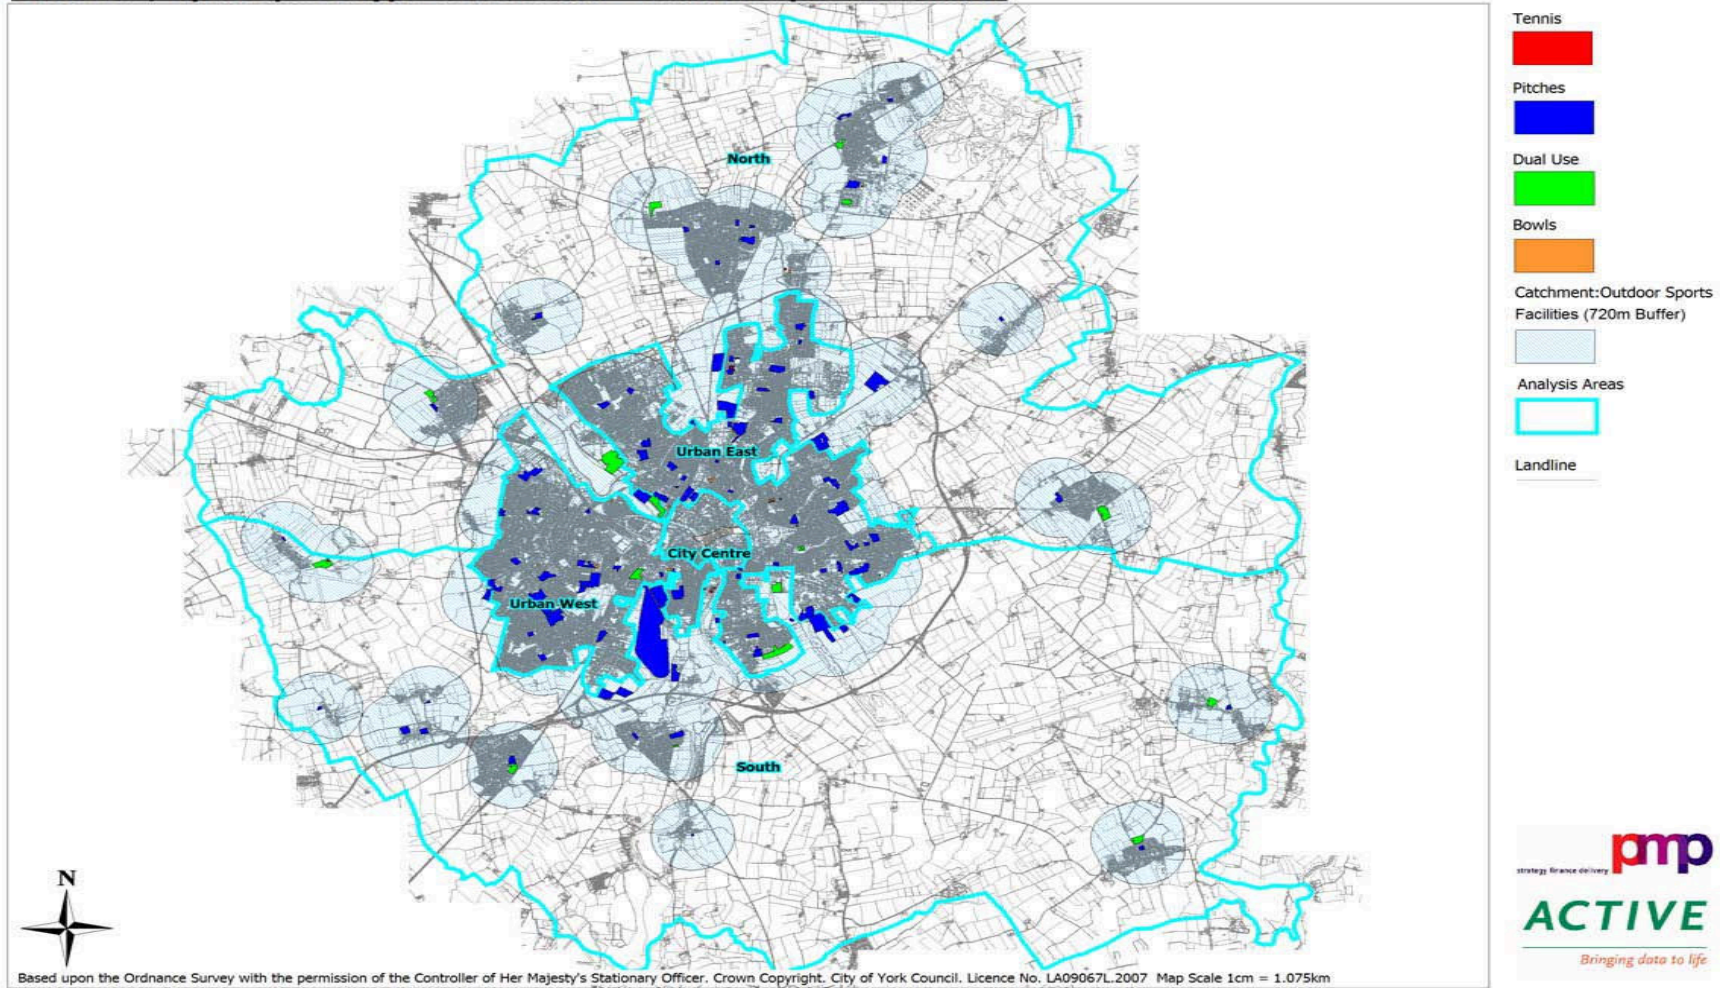 Tennis
Pitches
Dual Use
Bowls
Catchment:Outdoor Sports
Facilities (720m Buffer)
Analysis Areas
Landline
North
Urban East
City Centre
Urban West
South
N
pmp
strategy finance delivery
ACTIVE
Bringing data to life
Based upon the Ordnance Survey with the permission of the Controller of Her Majesty's Stationary Officer. Crown Copyright. City of York Council. Licence No. LA09067L.2007 Map Scale 1cm = 1.075km